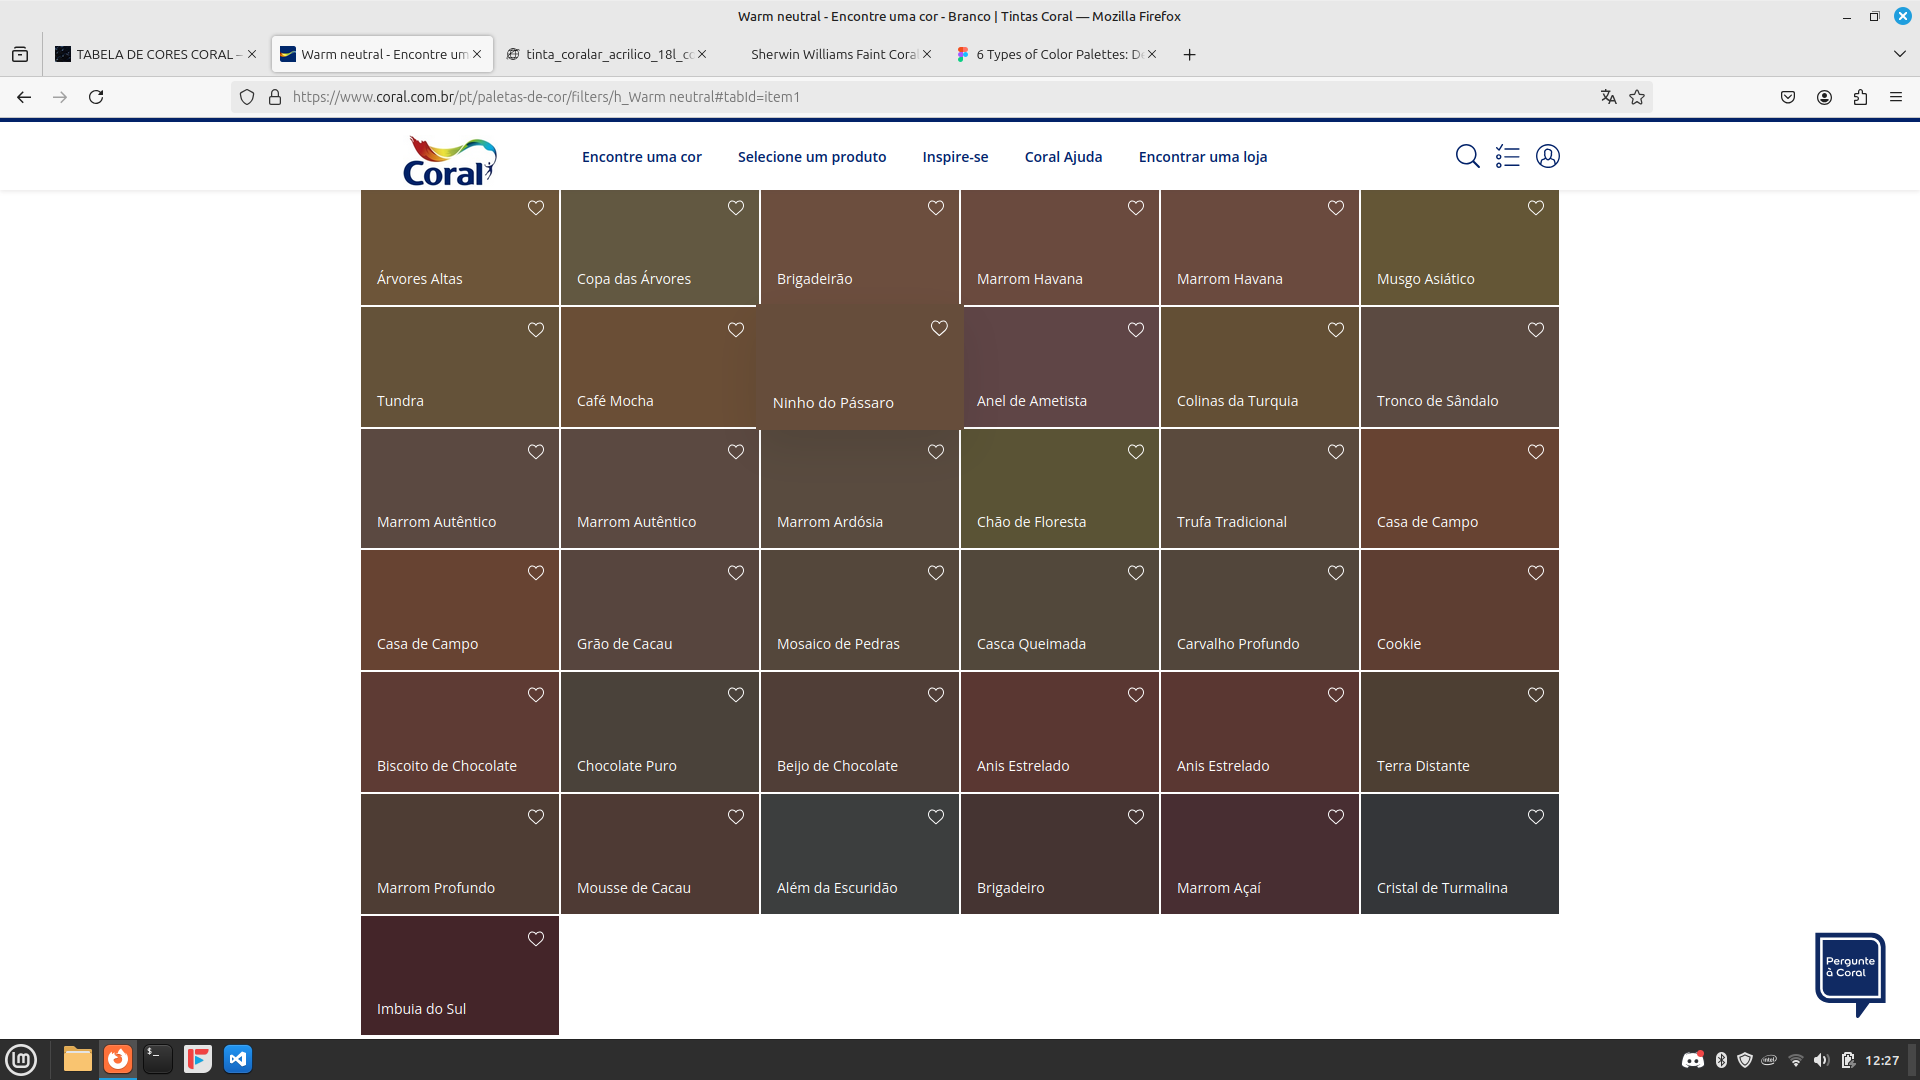 Warm neutral - Encontre uma cor - Branco | Tintas Coral — Mozilla Firefox
TABELA DE CORES CORAL –
Warm neutral - Encontre um
tinta_coralar_acrilico_18l_cc
Sherwin Williams Faint Coral
6 Types of Color Palettes: De
https://www.coral.com.br/pt/paletas-de-cor/filters/h_Warm neutral#tabId=item1
Coral
Encontre uma cor
Selecione um produto
Inspire-se
Coral Ajuda
Encontrar uma loja
Árvores Altas
Copa das Árvores
Brigadeirão
Marrom Havana
Marrom Havana
Musgo Asiático
Tundra
Café Mocha
Ninho do Pássaro
Anel de Ametista
Colinas da Turquia
Tronco de Sândalo
Marrom Autêntico
Marrom Autêntico
Marrom Ardósia
Chão de Floresta
Trufa Tradicional
Casa de Campo
Casa de Campo
Grão de Cacau
Mosaico de Pedras
Casca Queimada
Carvalho Profundo
Cookie
Biscoito de Chocolate
Chocolate Puro
Beijo de Chocolate
Anis Estrelado
Anis Estrelado
Terra Distante
Marrom Profundo
Mousse de Cacau
Além da Escuridão
Brigadeiro
Marrom Açaí
Cristal de Turmalina
Imbuia do Sul
Pergunte
à Coral
12:27